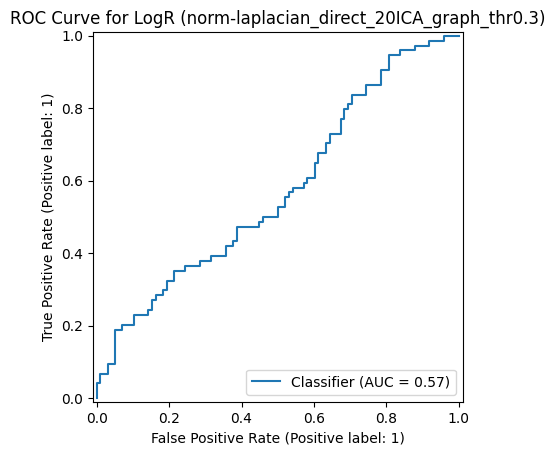 ROC Curve for LogR (norm-laplacian_direct_20ICA_graph_thr0.3)
1.0
0.8
0.6
0.4
0.2
0.0
True Positive Rate (Positive label: 1)
Classifier (AUC = 0.57)
0.0 0.2 0.4 0.6 0.8 1.0
False Positive Rate (Positive label: 1)